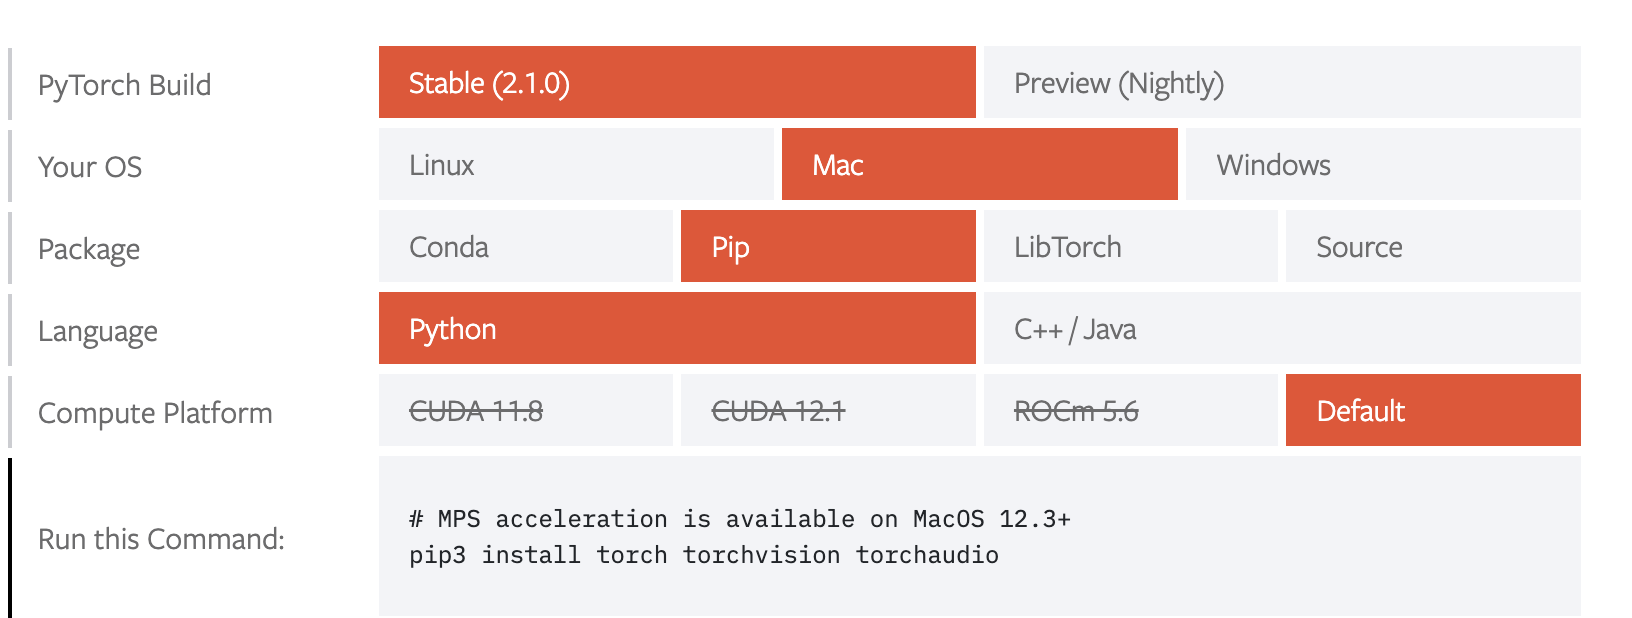 PyTorch Build
Stable (2.1.0)
Preview (Nightly)
Your OS
Linux
Mac
Windows
Package
Conda
Pip
LibTorch
Source
Language
Python
C++ / Java
Compute Platform
CUDA 11.8
CUDA 12.1
ROCm 5.6
Default
Run this Command:
# MPS acceleration is available on MacOS 12.3+
pip3 install torch torchvision torchaudio